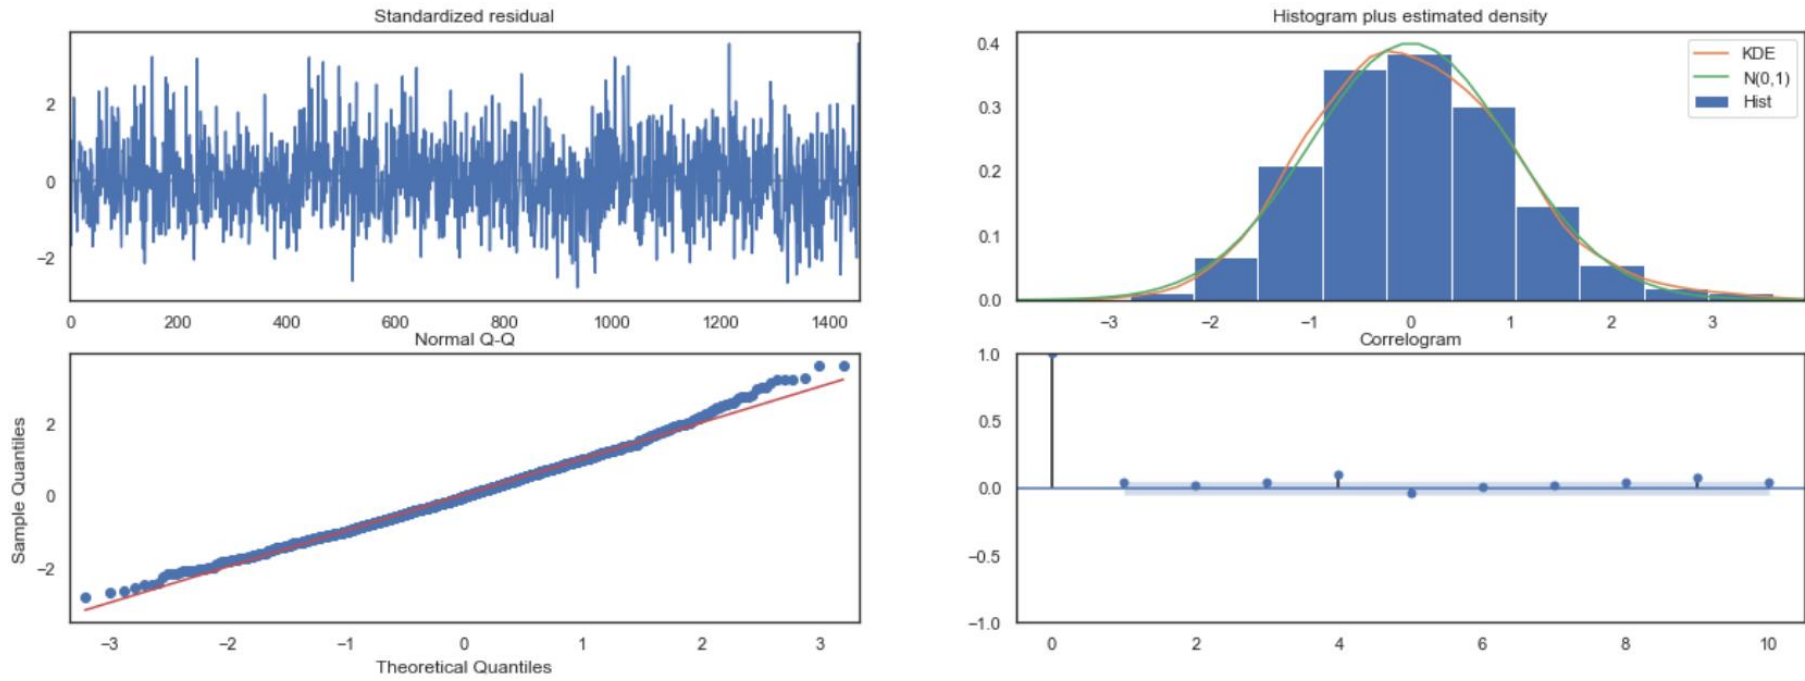 Standardized residual
2
0
−2
0 200 400 600 800 1000 1200 1400
Histogram plus estimated density
0.4
0.3
0.2
0.1
0.0
KDE
N(0,1)
Hist
−3 −2 −1 0 1 2 3
Normal Q-Q
Sample Quantiles
2
0
−2
−3 −2 −1 0 1 2 3
Theoretical Quantiles
Correlogram
1.0
0.5
0.0
−0.5
−1.0
0 2 4 6 8 10